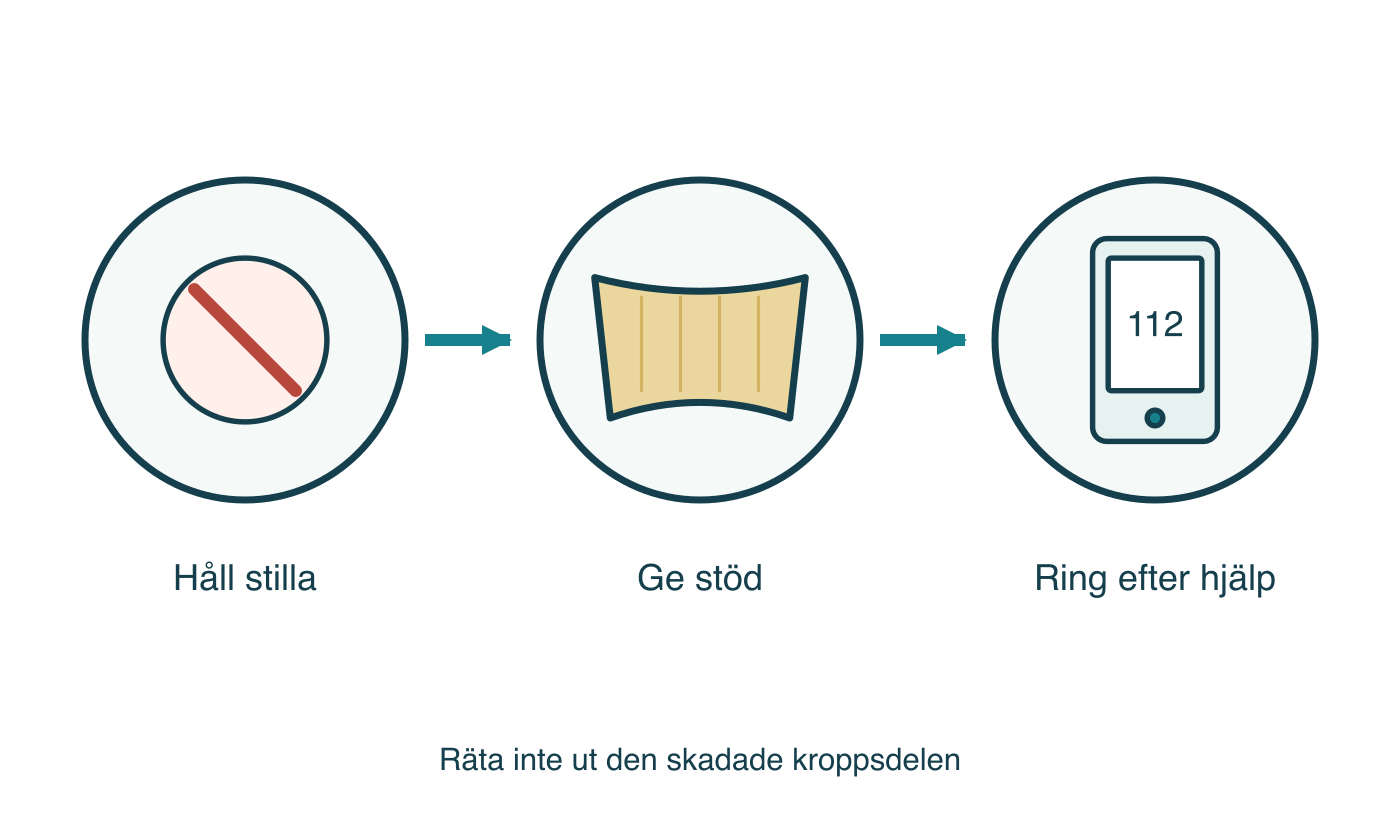 112
Håll stilla
Ge stöd
Ring efter hjälp
Räta inte ut den skadade kroppsdelen